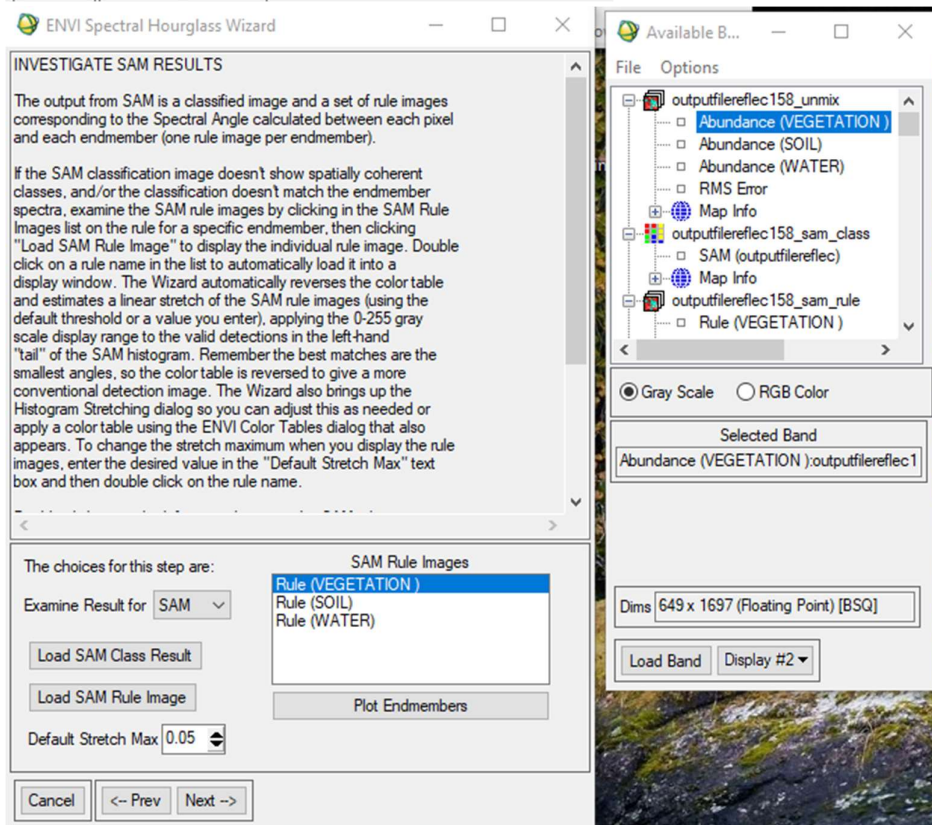 ENVI Spectral Hourglass Wizard
INVESTIGATE SAM RESULTS
The output from SAM is a classified image and a set of rule images
corresponding to the Spectral Angle calculated between each pixel
and each endmember (one rule image per endmember).
If the SAM classification image doesn't show spatially coherent
classes, and/or the classification doesn't match the endmember
spectra, examine the SAM rule images by clicking in the SAM Rule
Images list on the rule for a specific endmember, then clicking
"Load SAM Rule Image" to display the individual rule image. Double
click on a rule name in the list to automatically load it into a
display window. The Wizard automatically reverses the color table
and estimates a linear stretch of the SAM rule images (using the
default threshold or a value you enter), applying the 0-255 gray
scale display range to the valid detections in the left-hand
"tail" of the SAM histogram. Remember the best matches are the
smallest angles, so the color table is reversed to give a more
conventional detection image. The Wizard also brings up the
Histogram Stretching dialog so you can adjust this as needed or
apply a color table using the ENVI Color Tables dialog that also
appears. To change the stretch maximum when you display the rule
images, enter the desired value in the "Default Stretch Max" text
box and then double click on the rule name.
The choices for this step are:
Examine Result for SAM
Load SAM Class Result
Load SAM Rule Image
Default Stretch Max 0.05
SAM Rule Images
Rule (VEGETATION )
Rule (SOIL)
Rule (WATER)
Plot Endmembers
Cancel
<-- Prev
Next -->
Available B...
File Options
outputfilereflec158_unmix
Abundance (VEGETATION )
Abundance (SOIL)
Abundance (WATER)
RMS Error
Map Info
outputfilereflec158_sam_class
SAM (outputfilereflec)
Map Info
outputfilereflec158_sam_rule
Rule (VEGETATION )
Gray Scale RGB Color
Selected Band
Abundance (VEGETATION ):outputfilereflec1
Dims 649 x 1697 (Floating Point) [BSQ]
Load Band Display #2